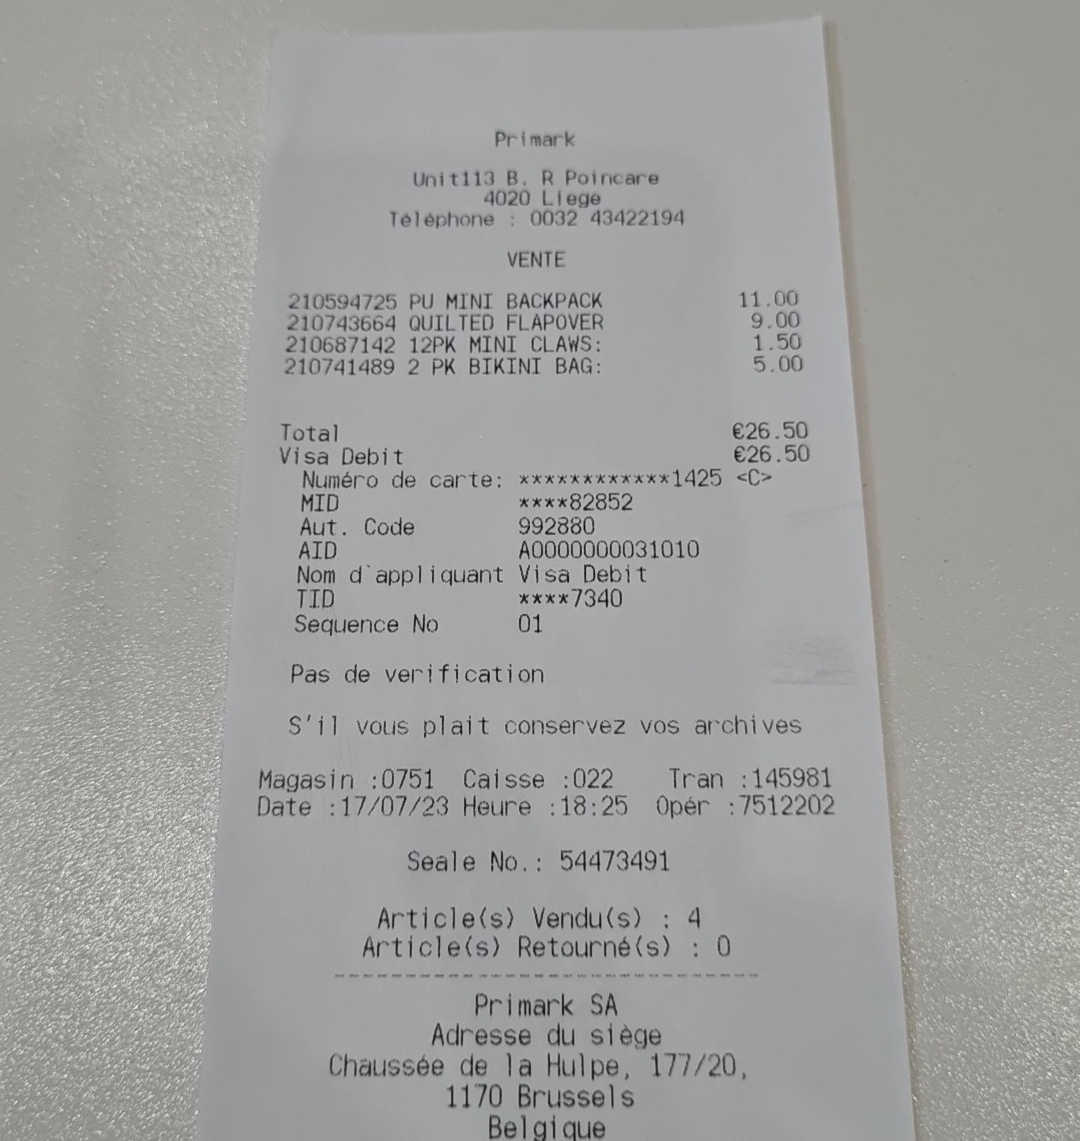 Primark
Unit113 B. R Poincare
4020 Liege
Téléphone : 0032 43422194
VENTE
210594725 PU MINI BACKPACK 11.00
210743664 QUILTED FLAPOVER 9.00
210687142 12PK MINI CLAWS: 1.50
210741489 2 PK BIKINI BAG: 5.00
Total €26.50
Visa Debit €26.50
Numéro de carte: ************1425 <C>
MID ****82852
Aut. Code 992880
AID A0000000031010
Nom d`appliquant Visa Debit
TID ****7340
Sequence No 01
Pas de verification
S'il vous plait conservez vos archives
Magasin :0751 Caisse :022 Tran :145981
Date :17/07/23 Heure :18:25 Opér :7512202
Seale No.: 54473491
Article(s) Vendu(s) : 4
Article(s) Retourné(s) : 0
--------------------------------
Primark SA
Adresse du siège
Chaussée de la Hulpe, 177/20,
1170 Brussels
Belgique